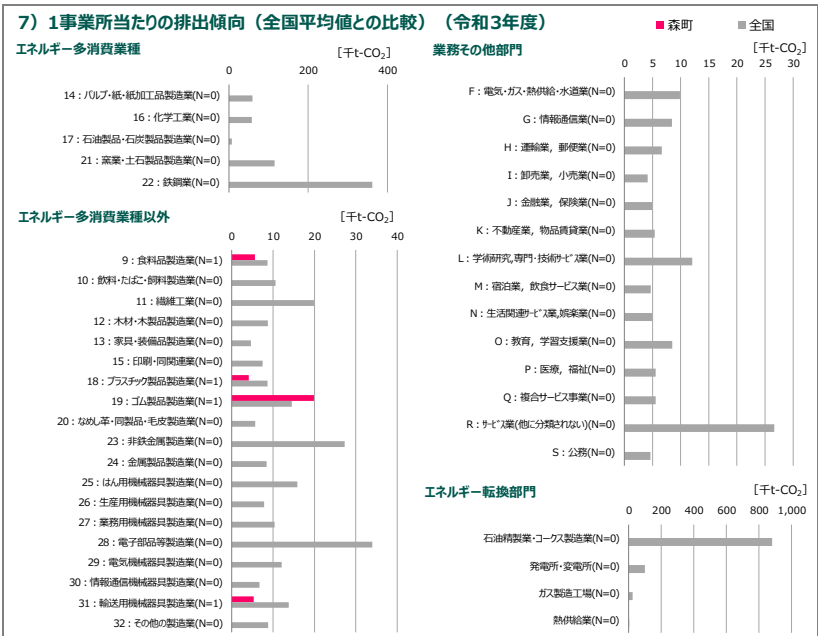 7）1事業所当たりの排出傾向（全国平均値との比較）（令和3年度）
■森町 ■全国
エネルギー多消費業種
[千t-CO2]
0 200 400
14：パルプ・紙・紙加工品製造業(N=0)
16：化学工業(N=0)
17：石油製品・石炭製品製造業(N=0)
21：窯業・土石製品製造業(N=0)
22：鉄鋼業(N=0)
エネルギー多消費業種以外
[千t-CO2]
0 10 20 30 40
9：食料品製造業(N=1)
10：飲料・たばこ・飼料製造業(N=0)
11：繊維工業(N=0)
12：木材・木製品製造業(N=0)
13：家具・装備品製造業(N=0)
15：印刷・同関連業(N=0)
18：プラスチック製品製造業(N=1)
19：ゴム製品製造業(N=1)
20：なめし革・同製品・毛皮製造業(N=0)
23：非鉄金属製造業(N=0)
24：金属製品製造業(N=0)
25：はん用機械器具製造業(N=0)
26：生産用機械器具製造業(N=0)
27：業務用機械器具製造業(N=0)
28：電子部品等製造業(N=0)
29：電気機械器具製造業(N=0)
30：情報通信機械器具製造業(N=0)
31：輸送用機械器具製造業(N=1)
32：その他の製造業(N=0)
業務その他部門
[千t-CO2]
0 5 10 15 20 25 30
F：電気・ガス・熱供給・水道業(N=0)
G：情報通信業(N=0)
H：運輸業，郵便業(N=0)
I：卸売業，小売業(N=0)
J：金融業，保険業(N=0)
K：不動産業，物品賃貸業(N=0)
L：学術研究,専門・技術サービス業(N=0)
M：宿泊業，飲食サービス業(N=0)
N：生活関連サービス業,娯楽業(N=0)
O：教育，学習支援業(N=0)
P：医療，福祉(N=0)
Q：複合サービス事業(N=0)
R：サービス業(他に分類されない)(N=0)
S：公務(N=0)
エネルギー転換部門
[千t-CO2]
0 200 400 600 800 1,000
石油精製業・コークス製造業(N=0)
発電所・変電所(N=0)
ガス製造工場(N=0)
熱供給業(N=0)